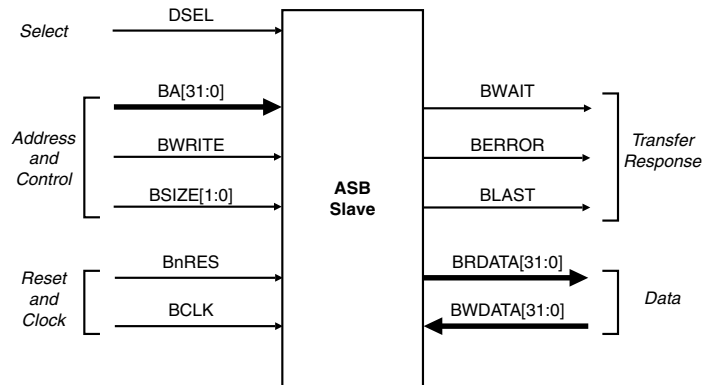 Select
DSEL
Address
and
Control
BA[31:0]
BWRITE
BSIZE[1:0]
Reset
and
Clock
BnRES
BCLK
ASB
Slave
BWAIT
BERROR
BLAST
Transfer
Response
BRDATA[31:0]
BWDATA[31:0]
Data